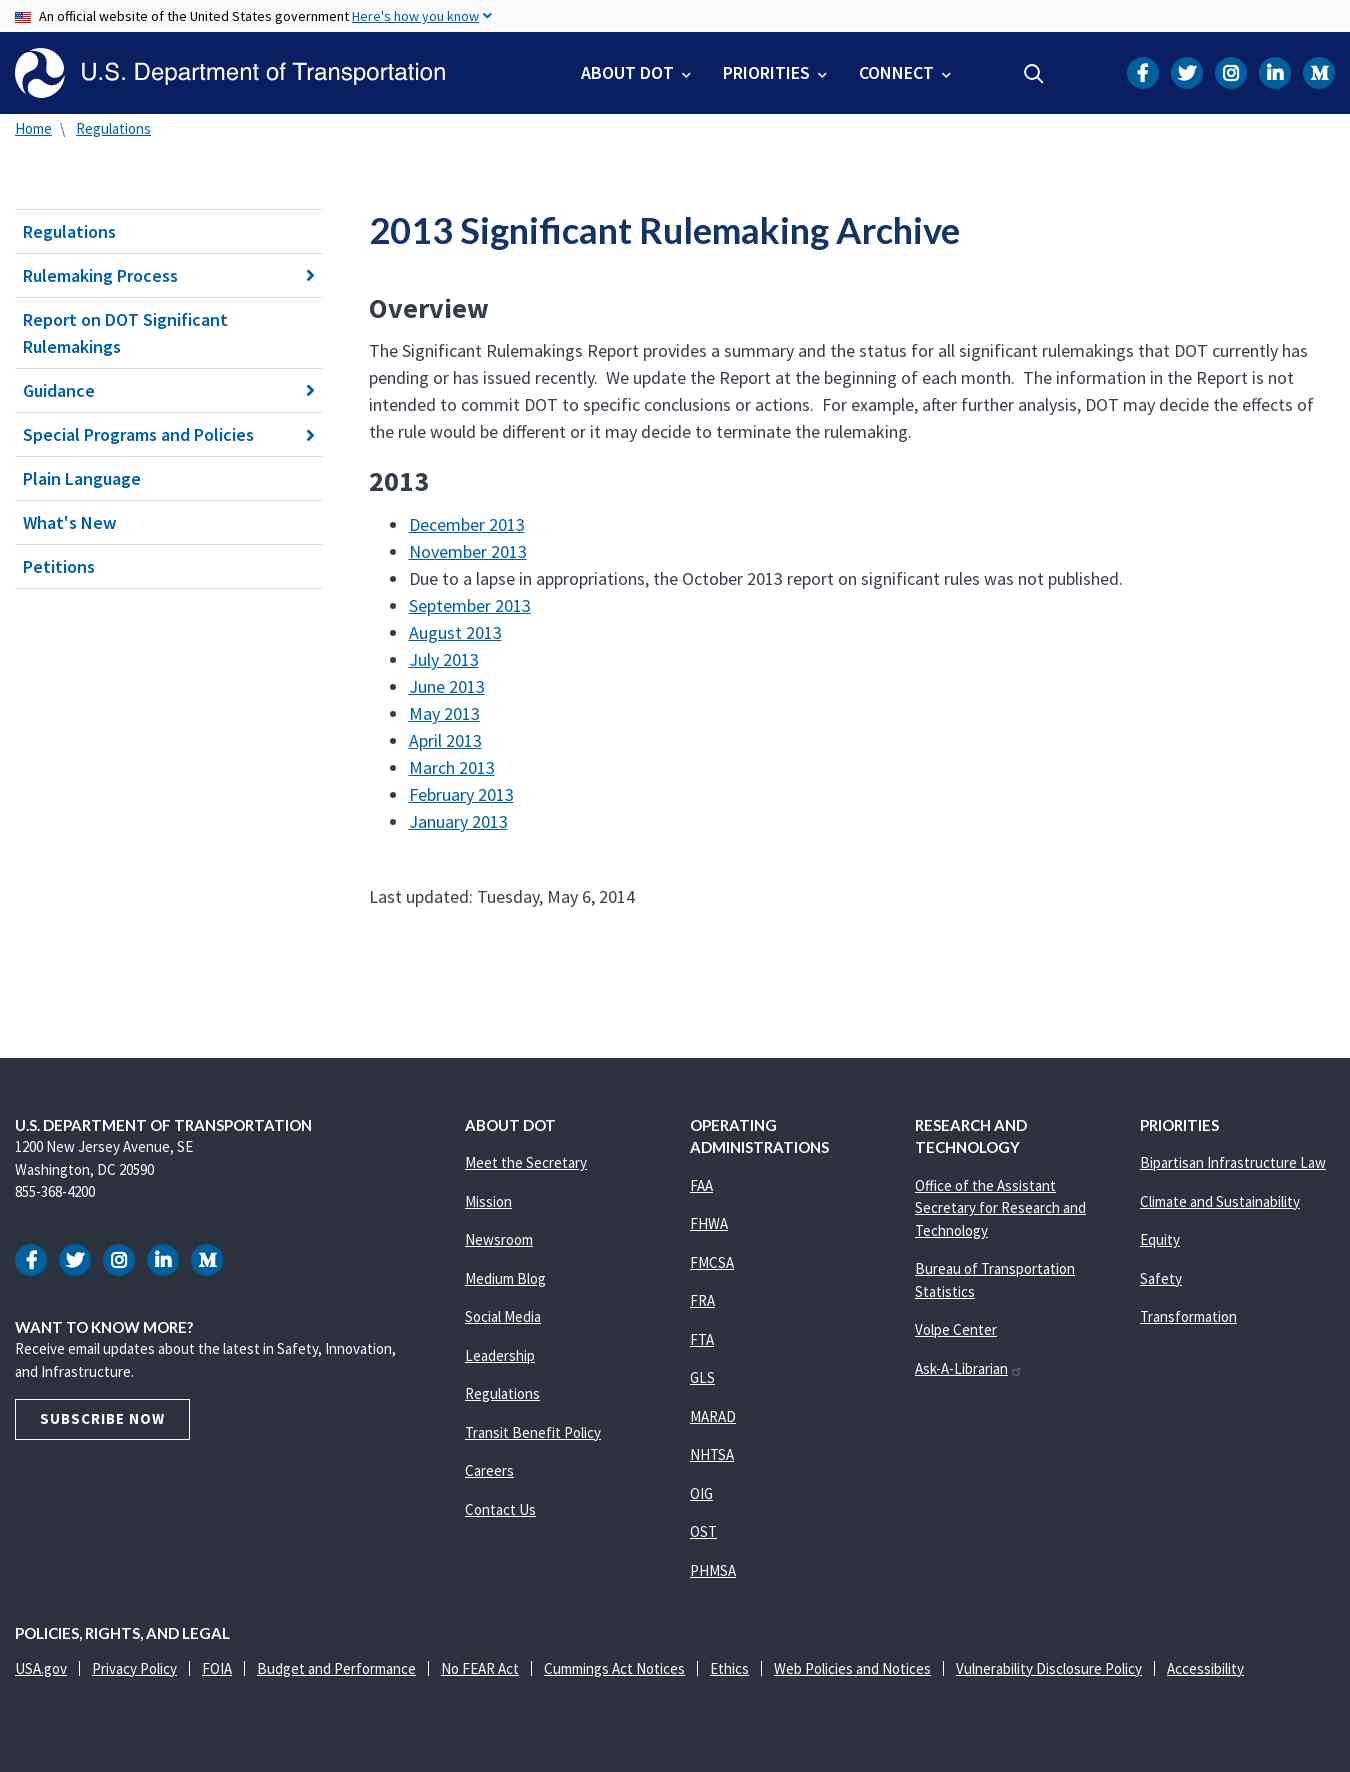 An official website of the United States government Here's how you know
U.S. Department of Transportation
ABOUT DOT
PRIORITIES
CONNECT
Home \ Regulations
Regulations
Rulemaking Process
Report on DOT Significant
Rulemakings
Guidance
Special Programs and Policies
Plain Language
What's New
Petitions
2013 Significant Rulemaking Archive
Overview
The Significant Rulemakings Report provides a summary and the status for all significant rulemakings that DOT currently has
pending or has issued recently.  We update the Report at the beginning of each month.  The information in the Report is not
intended to commit DOT to specific conclusions or actions.  For example, after further analysis, DOT may decide the effects of
the rule would be different or it may decide to terminate the rulemaking.
2013
December 2013
November 2013
Due to a lapse in appropriations, the October 2013 report on significant rules was not published.
September 2013
August 2013
July 2013
June 2013
May 2013
April 2013
March 2013
February 2013
January 2013
Last updated: Tuesday, May 6, 2014
U.S. DEPARTMENT OF TRANSPORTATION
1200 New Jersey Avenue, SE
Washington, DC 20590
855-368-4200
WANT TO KNOW MORE?
Receive email updates about the latest in Safety, Innovation,
and Infrastructure.
SUBSCRIBE NOW
ABOUT DOT
Meet the Secretary
Mission
Newsroom
Medium Blog
Social Media
Leadership
Regulations
Transit Benefit Policy
Careers
Contact Us
OPERATING
ADMINISTRATIONS
FAA
FHWA
FMCSA
FRA
FTA
GLS
MARAD
NHTSA
OIG
OST
PHMSA
RESEARCH AND
TECHNOLOGY
Office of the Assistant
Secretary for Research and
Technology
Bureau of Transportation
Statistics
Volpe Center
Ask-A-Librarian
PRIORITIES
Bipartisan Infrastructure Law
Climate and Sustainability
Equity
Safety
Transformation
POLICIES, RIGHTS, AND LEGAL
USA.gov | Privacy Policy | FOIA | Budget and Performance | No FEAR Act | Cummings Act Notices | Ethics | Web Policies and Notices | Vulnerability Disclosure Policy | Accessibility